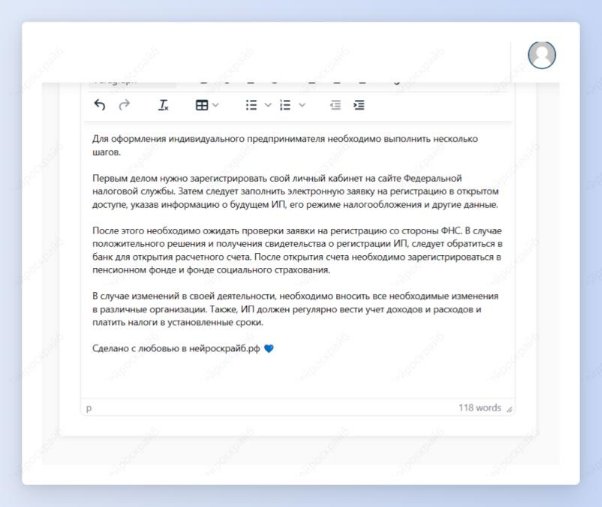 Для оформления индивидуального предпринимателя необходимо выполнить несколько
шагов.
Первым делом нужно зарегистрировать свой личный кабинет на сайте Федеральной
налоговой службы. Затем следует заполнить электронную заявку на регистрацию в открытом
доступе, указав информацию о будущем ИП, его режиме налогообложения и другие данные.
После этого необходимо ожидать проверки заявки на регистрацию со стороны ФНС. В случае
положительного решения и получения свидетельства о регистрации ИП, следует обратиться в
банк для открытия расчетного счета. После открытия счета необходимо зарегистрироваться в
пенсионном фонде и фонде социального страхования.
В случае изменений в своей деятельности, необходимо вносить все необходимые изменения
в различные организации. Также, ИП должен регулярно вести учет доходов и расходов и
платить налоги в установленные сроки.
Сделано с любовью в нейроскрайб.рф 💙
p 118 words